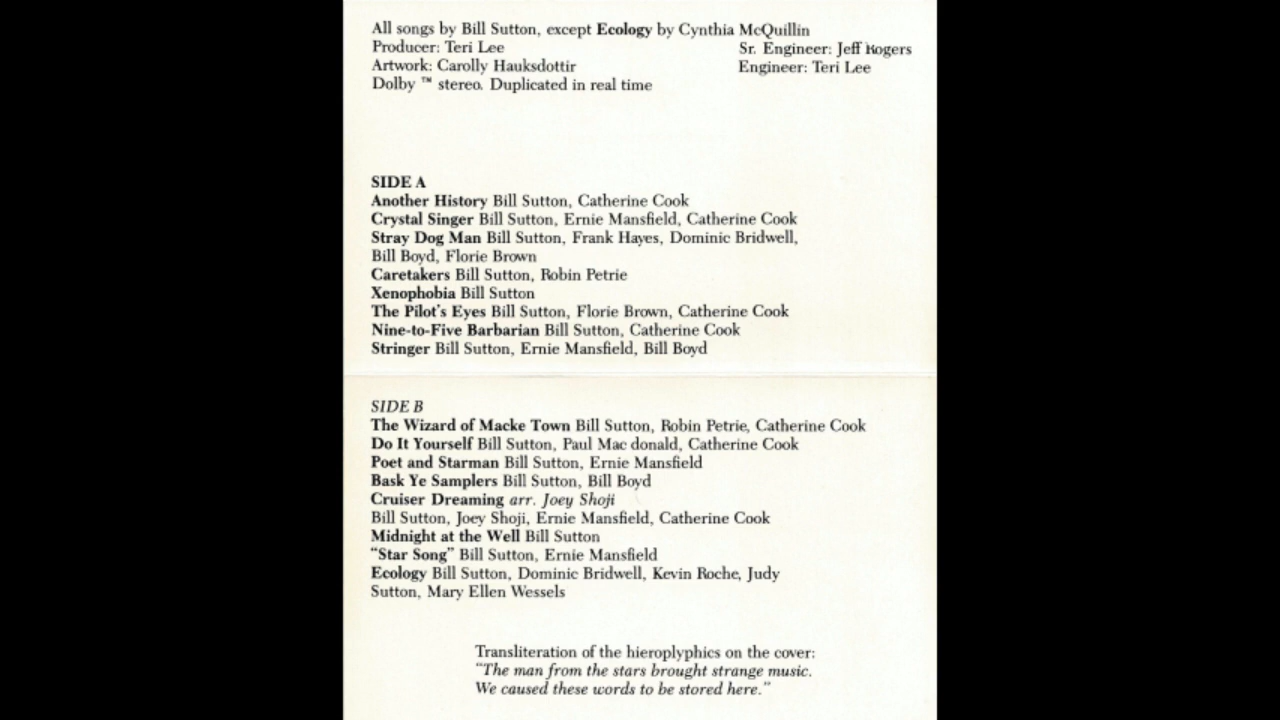 All songs by Bill Sutton, except Ecology by Cynthia McQuillin
Producer: Teri Lee
Sr. Engineer: Jeff Rogers
Artwork: Carolly Hauksdottir
Engineer: Teri Lee
Dolby ™ stereo. Duplicated in real time
SIDE A
Another History Bill Sutton, Catherine Cook
Crystal Singer Bill Sutton, Ernie Mansfield, Catherine Cook
Stray Dog Man Bill Sutton, Frank Hayes, Dominic Bridwell,
Bill Boyd, Florie Brown
Caretakers Bill Sutton, Robin Petrie
Xenophobia Bill Sutton
The Pilot's Eyes Bill Sutton, Florie Brown, Catherine Cook
Nine-to-Five Barbarian Bill Sutton, Catherine Cook
Stringer Bill Sutton, Ernie Mansfield, Bill Boyd
SIDE B
The Wizard of Macke Town Bill Sutton, Robin Petrie, Catherine Cook
Do It Yourself Bill Sutton, Paul Mac donald, Catherine Cook
Poet and Starman Bill Sutton, Ernie Mansfield
Bask Ye Samplers Bill Sutton, Bill Boyd
Cruiser Dreaming arr. Joey Shoji
Bill Sutton, Joey Shoji, Ernie Mansfield, Catherine Cook
Midnight at the Well Bill Sutton
“Star Song” Bill Sutton, Ernie Mansfield
Ecology Bill Sutton, Dominic Bridwell, Kevin Roche, Judy
Sutton, Mary Ellen Wessels
Transliteration of the hieroplyphics on the cover:
“The man from the stars brought strange music.
We caused these words to be stored here.”